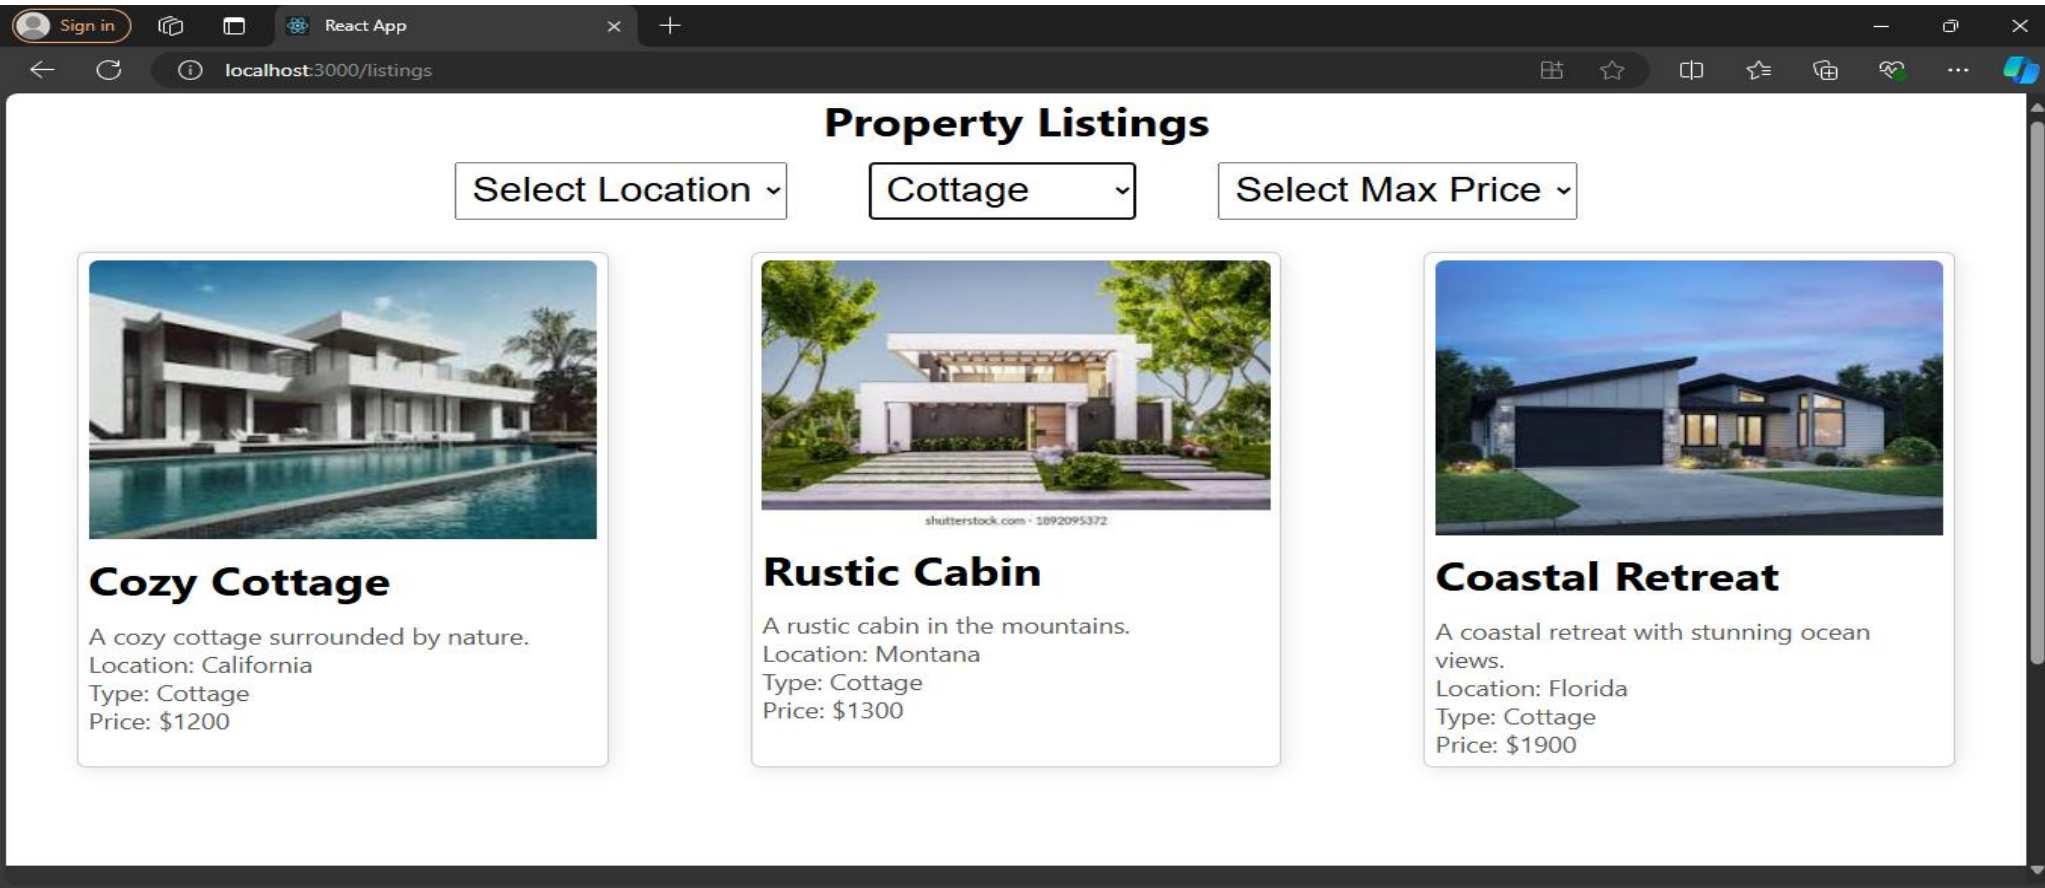 Sign in
React App
localhost:3000/listings
Property Listings
Select Location
Cottage
Select Max Price
shutterstock.com · 1892095372
Cozy Cottage
A cozy cottage surrounded by nature.
Location: California
Type: Cottage
Price: $1200
Rustic Cabin
A rustic cabin in the mountains.
Location: Montana
Type: Cottage
Price: $1300
Coastal Retreat
A coastal retreat with stunning ocean
views.
Location: Florida
Type: Cottage
Price: $1900